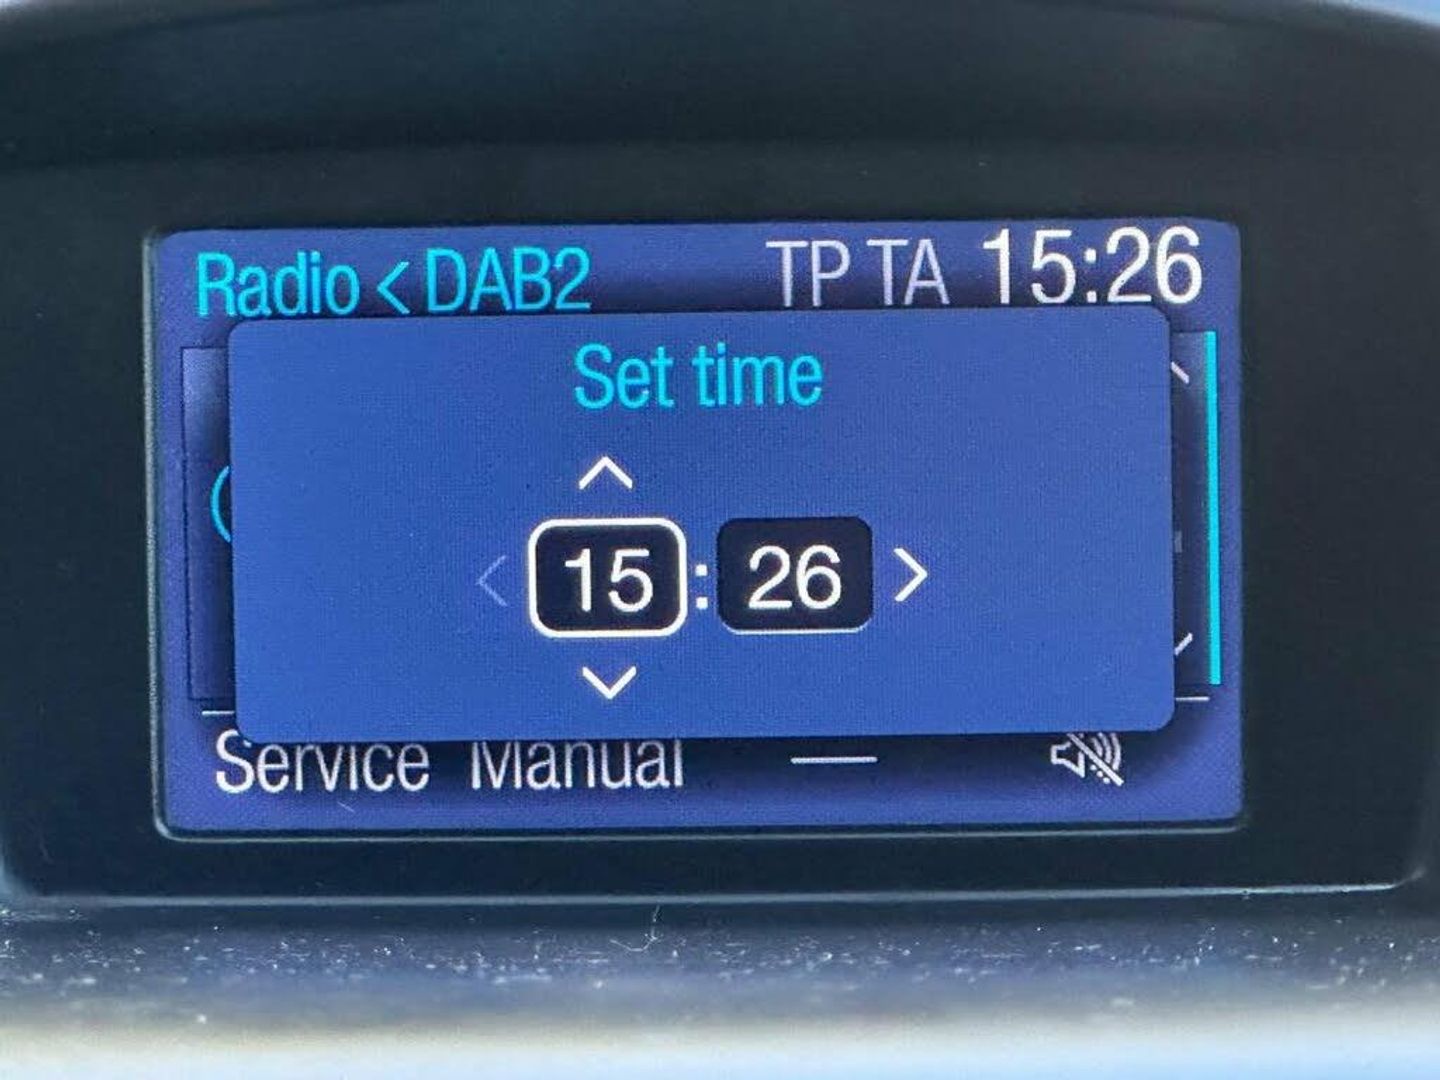 Radio < DAB2 TP TA 15:26
Set time
15 : 26
Service Manual